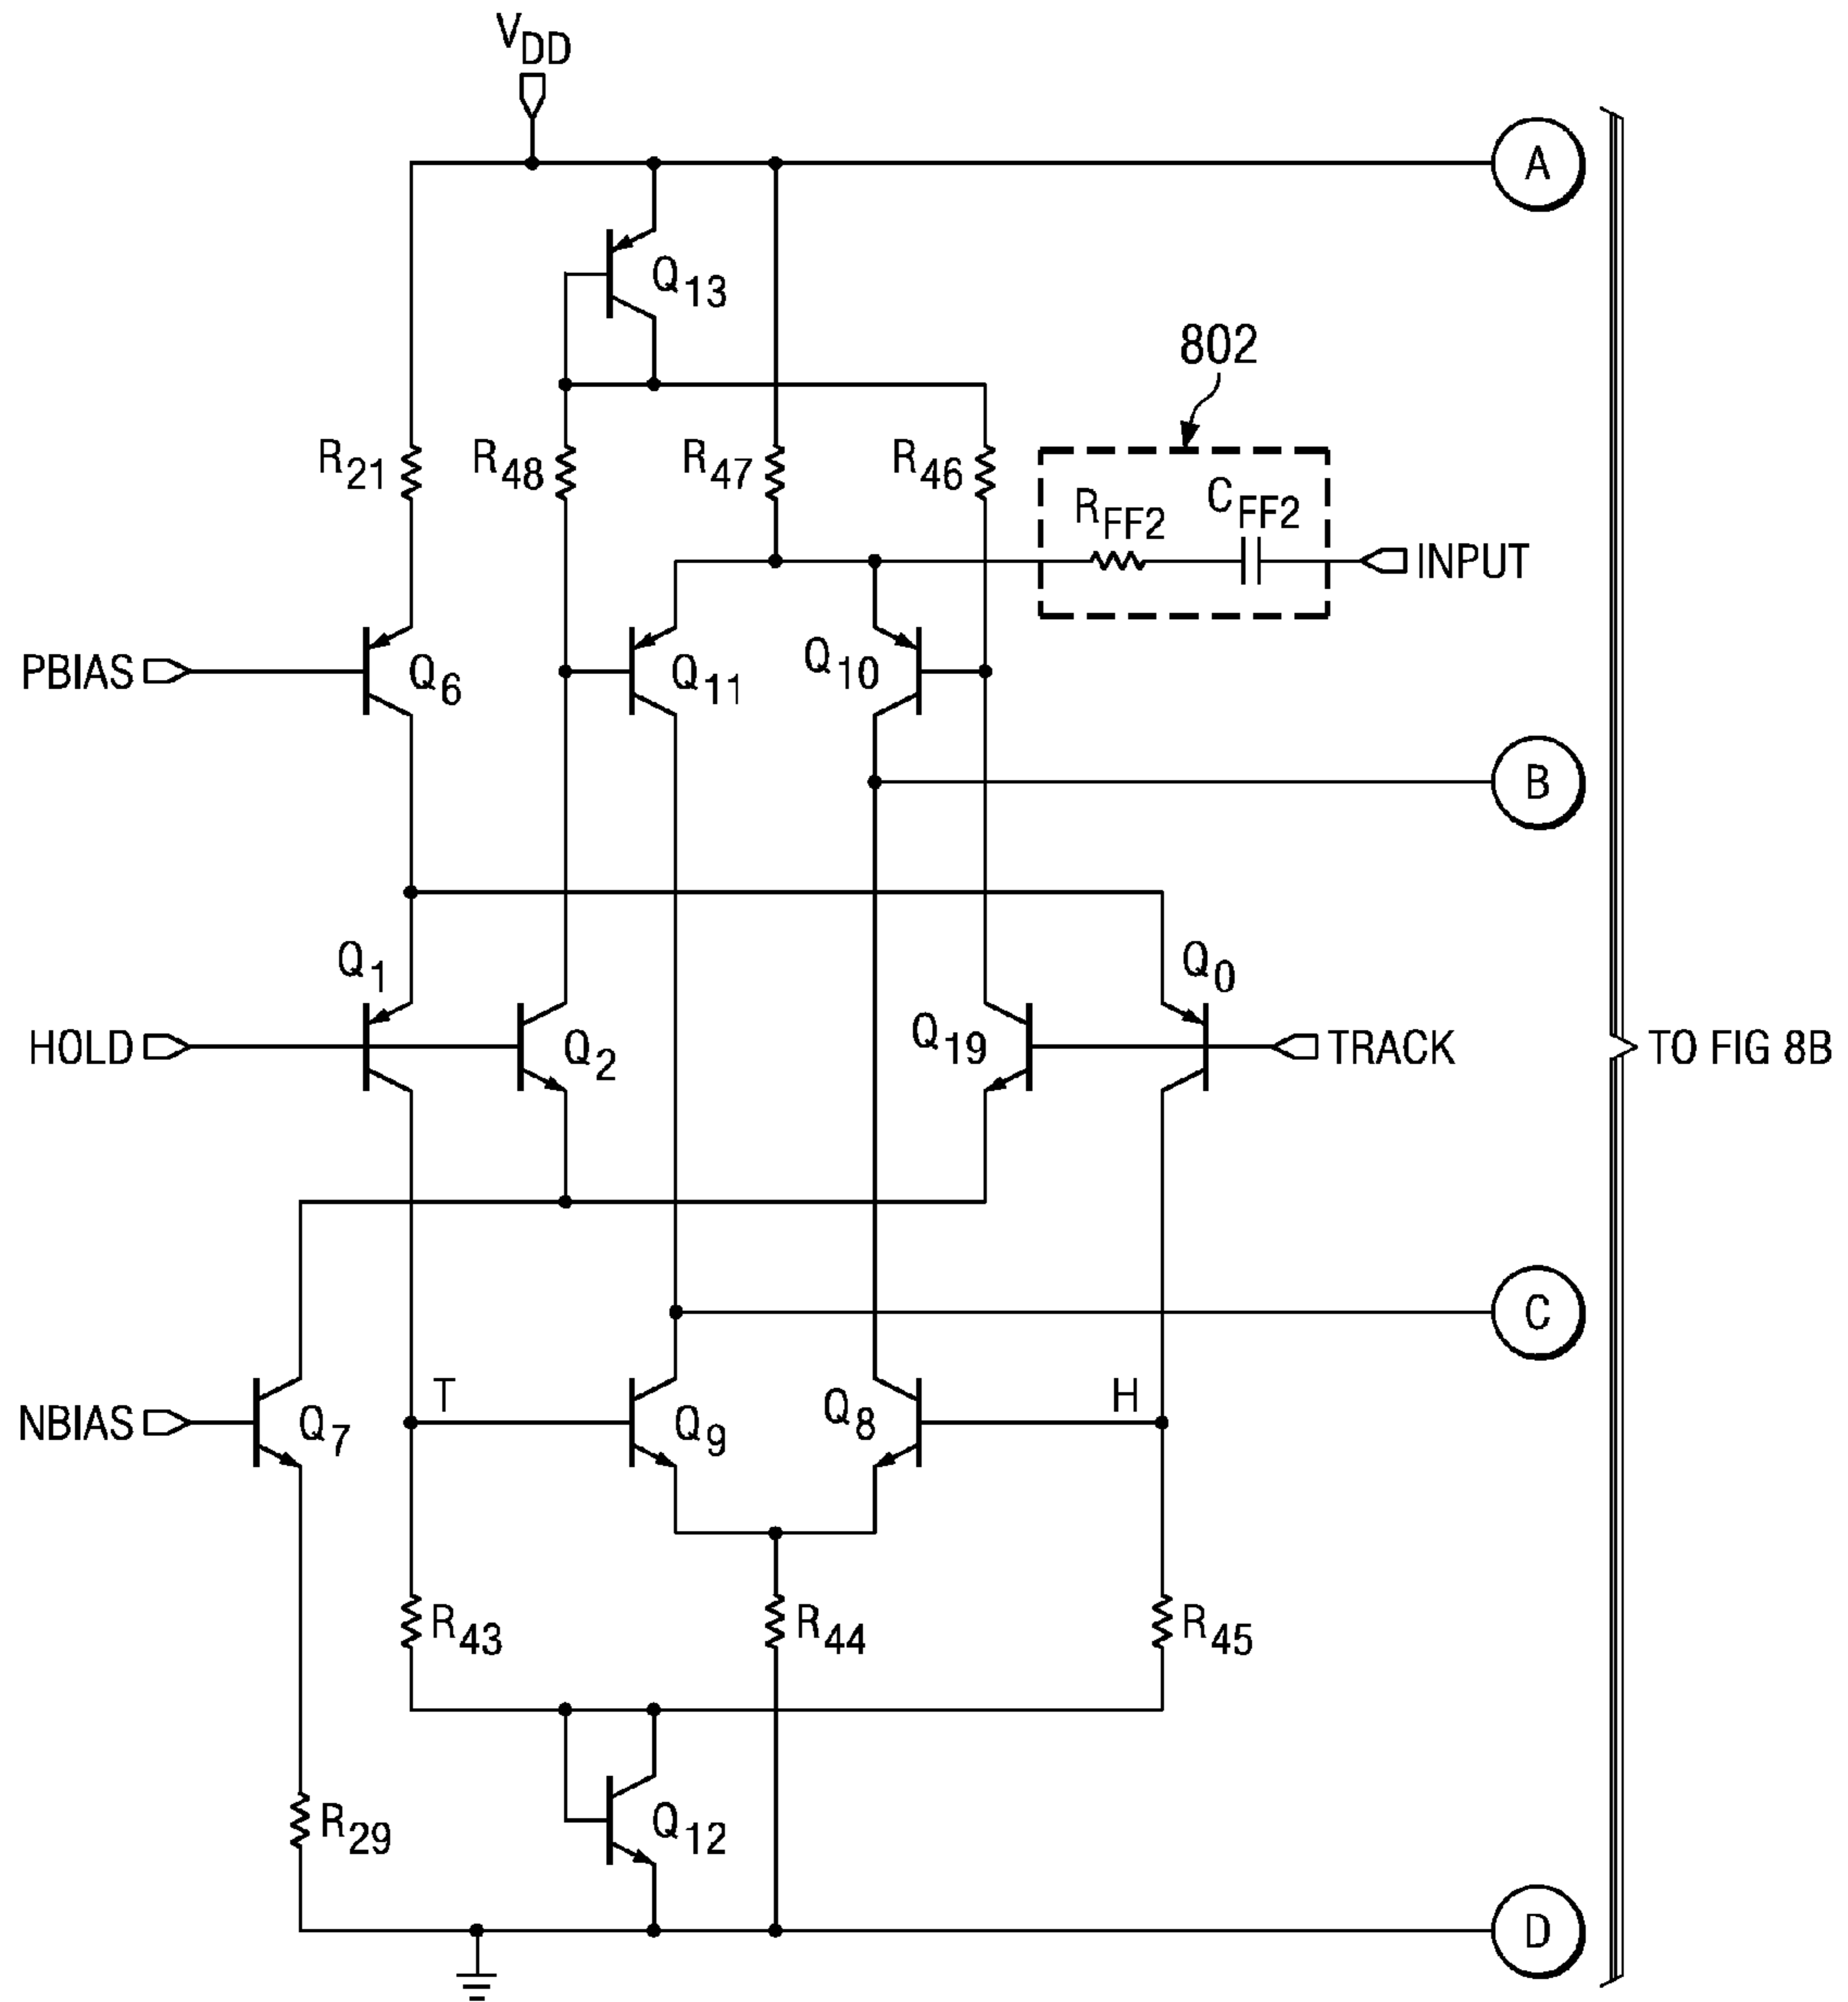 VDD
A
Q13
802
R21
R48
R47
R46
RFF2
CFF2
INPUT
PBIAS
Q6
Q11
Q10
B
Q1
Q0
HOLD
Q2
Q19
TRACK
TO FIG 8B
C
NBIAS
Q7
T
Q9
Q8
H
R43
R44
R45
R29
Q12
D